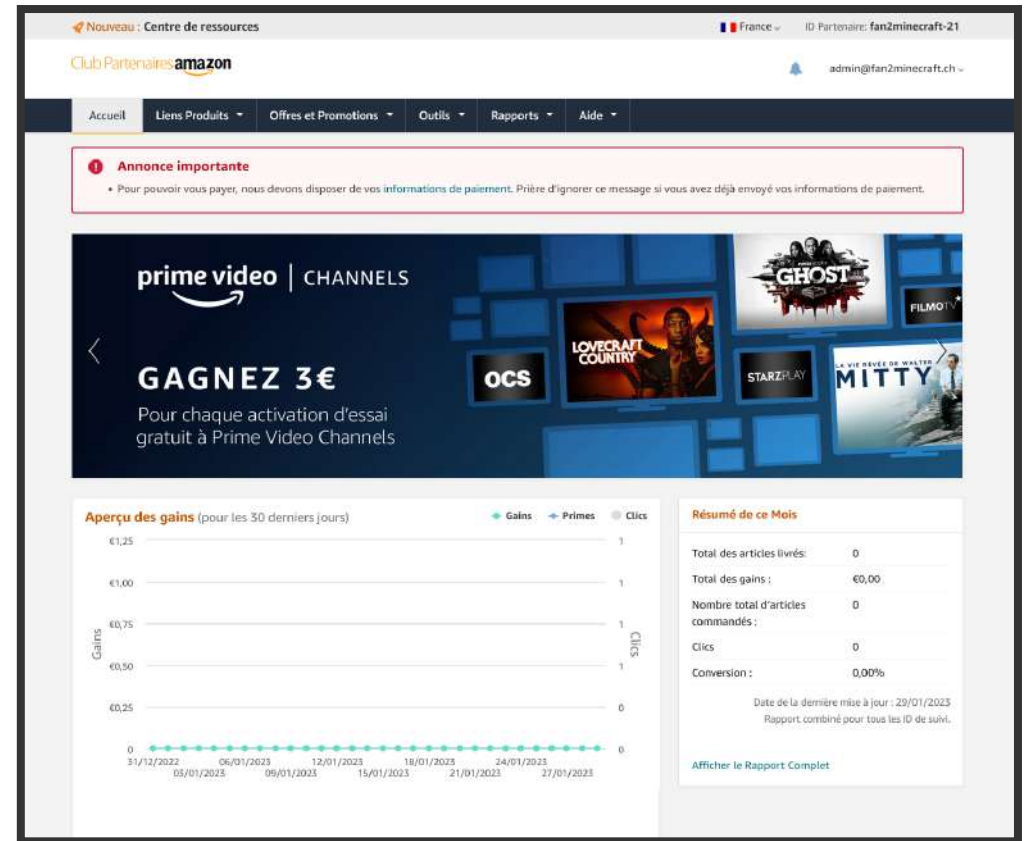 Nouveau : Centre de ressources
France
ID Partenaire: fan2minecraft-21
Club Partenaires amazon
admin@fan2minecraft.ch
Accueil
Liens Produits
Offres et Promotions
Outils
Rapports
Aide
Annonce importante
• Pour pouvoir vous payer, nous devons disposer de vos informations de paiement. Prière d'ignorer ce message si vous avez déjà envoyé vos informations de paiement.
prime video | CHANNELS
GAGNEZ 3€
Pour chaque activation d'essai
gratuit à Prime Video Channels
GHOST
FILMO TV
LOVECRAFT
COUNTRY
OCS
STARZPLAY
LA VIE RÊVÉE DE WALTER
MITTY
Aperçu des gains (pour les 30 derniers jours)
Gains
Primes
Clics
€1,25
€1,00
€0,75
€0,50
€0,25
0
Gains
1
1
1
1
0
0
Clics
31/12/2022
03/01/2023
06/01/2023
09/01/2023
12/01/2023
15/01/2023
18/01/2023
21/01/2023
24/01/2023
27/01/2023
Résumé de ce Mois
Total des articles livrés: 0
Total des gains : €0,00
Nombre total d'articles 0
commandés :
Clics 0
Conversion : 0,00%
Date de la dernière mise à jour : 29/01/2023
Rapport combiné pour tous les ID de suivi.
Afficher le Rapport Complet